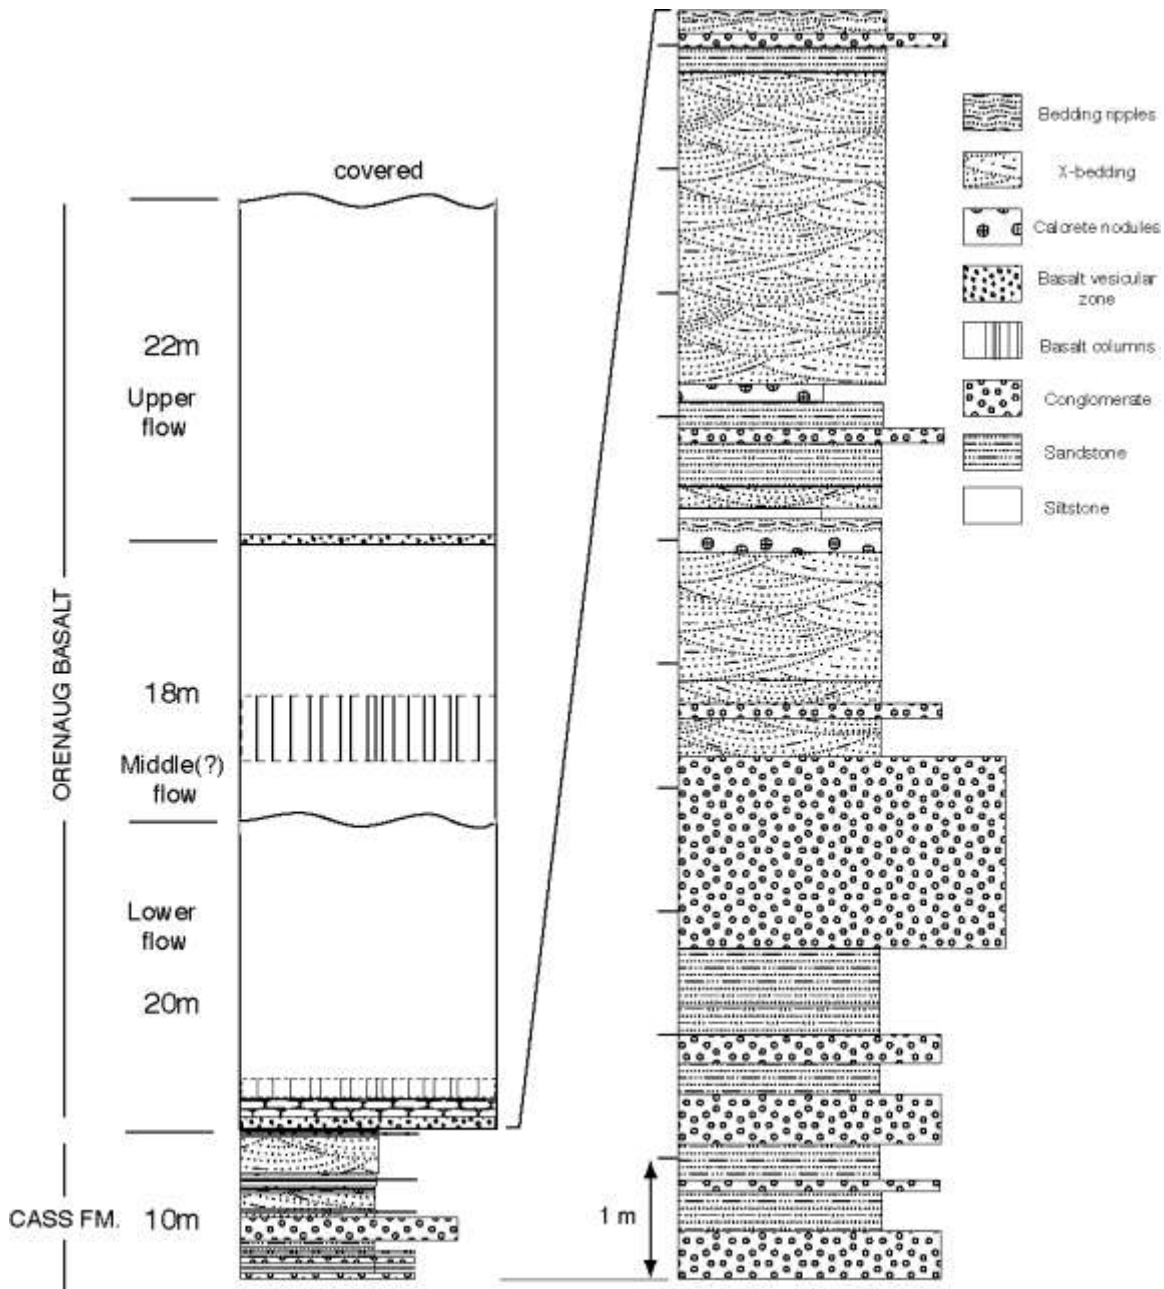 covered
22m
Upper
flow
18m
Middle(?)
flow
Lower
flow
20m
ORENAUG BASALT
CASS FM.
10m
1 m
Bedding ripples
X-bedding
Calcrete nodules
Basalt vesicular
zone
Basalt columns
Conglomerate
Sandstone
Siltstone